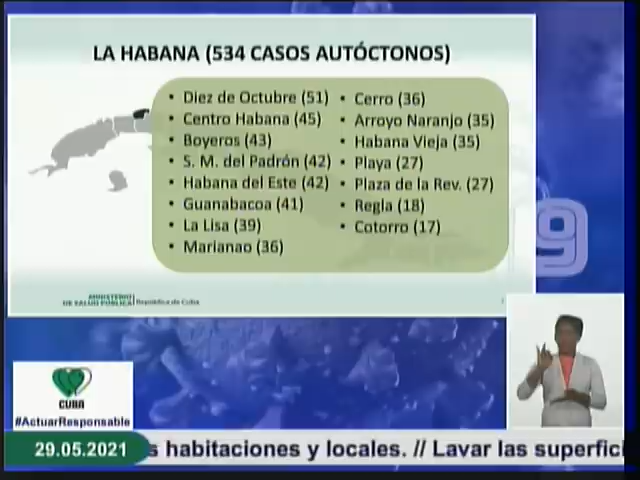 LA HABANA (534 CASOS AUTÓCTONOS)
• Diez de Octubre (51)
• Centro Habana (45)
• Boyeros (43)
• S. M. del Padrón (42)
• Habana del Este (42)
• Guanabacoa (41)
• La Lisa (39)
• Marianao (36)
• Cerro (36)
• Arroyo Naranjo (35)
• Habana Vieja (35)
• Playa (27)
• Plaza de la Rev. (27)
• Regla (18)
• Cotorro (17)
MINISTERIO
DE SALUD PÚBLICA
República de Cuba
9
CUBA
#ActuarResponsable
29.05.2021
s habitaciones y locales. // Lavar las superfici